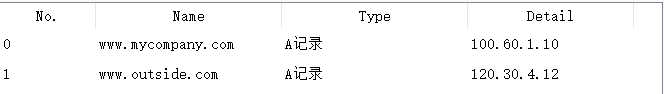 No. Name Type Detail
0 www.mycompany.com A记录 100.60.1.10
1 www.outside.com A记录 120.30.4.12